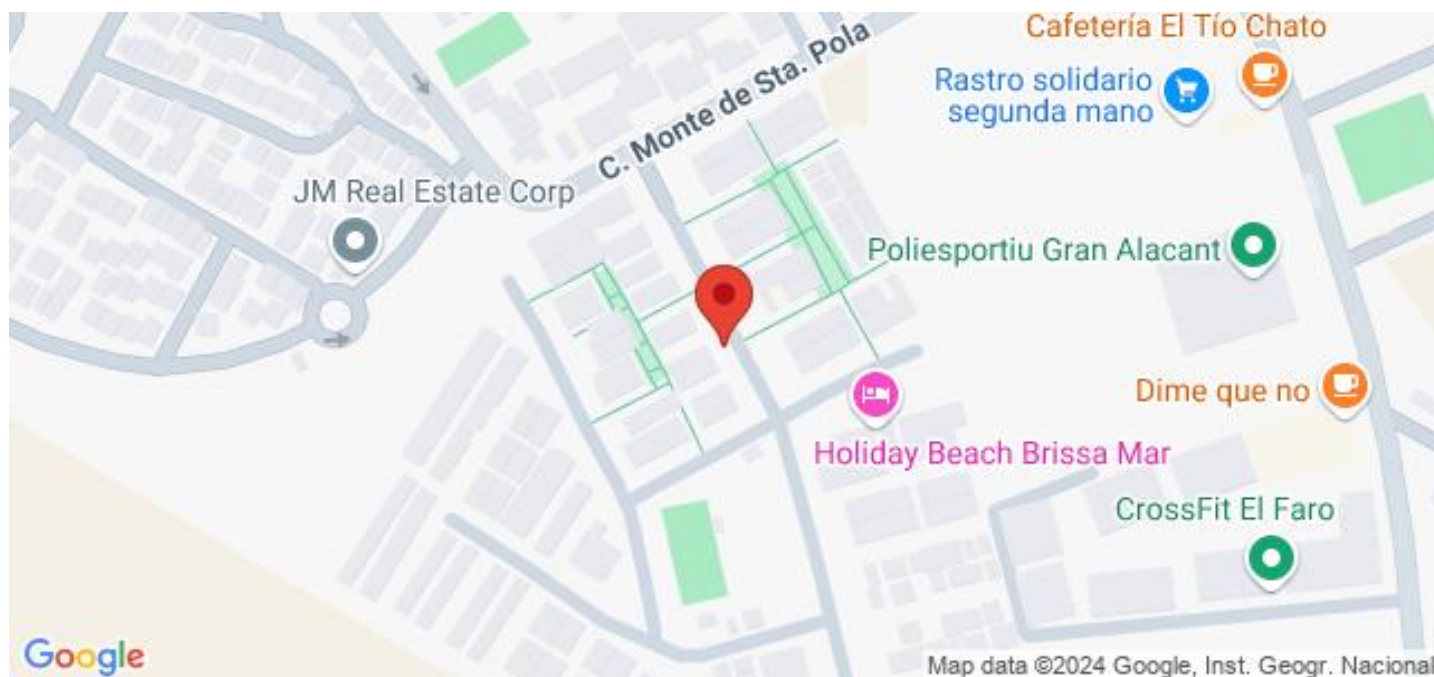 Cafetería El Tío Chato
C. Monte de Sta. Pola
Rastro solidario
segunda mano
JM Real Estate Corp
Poliesportiu Gran Alacant
Dime que no
Holiday Beach Brissa Mar
CrossFit El Faro
Google
Map data ©2024 Google, Inst. Geogr. Nacional